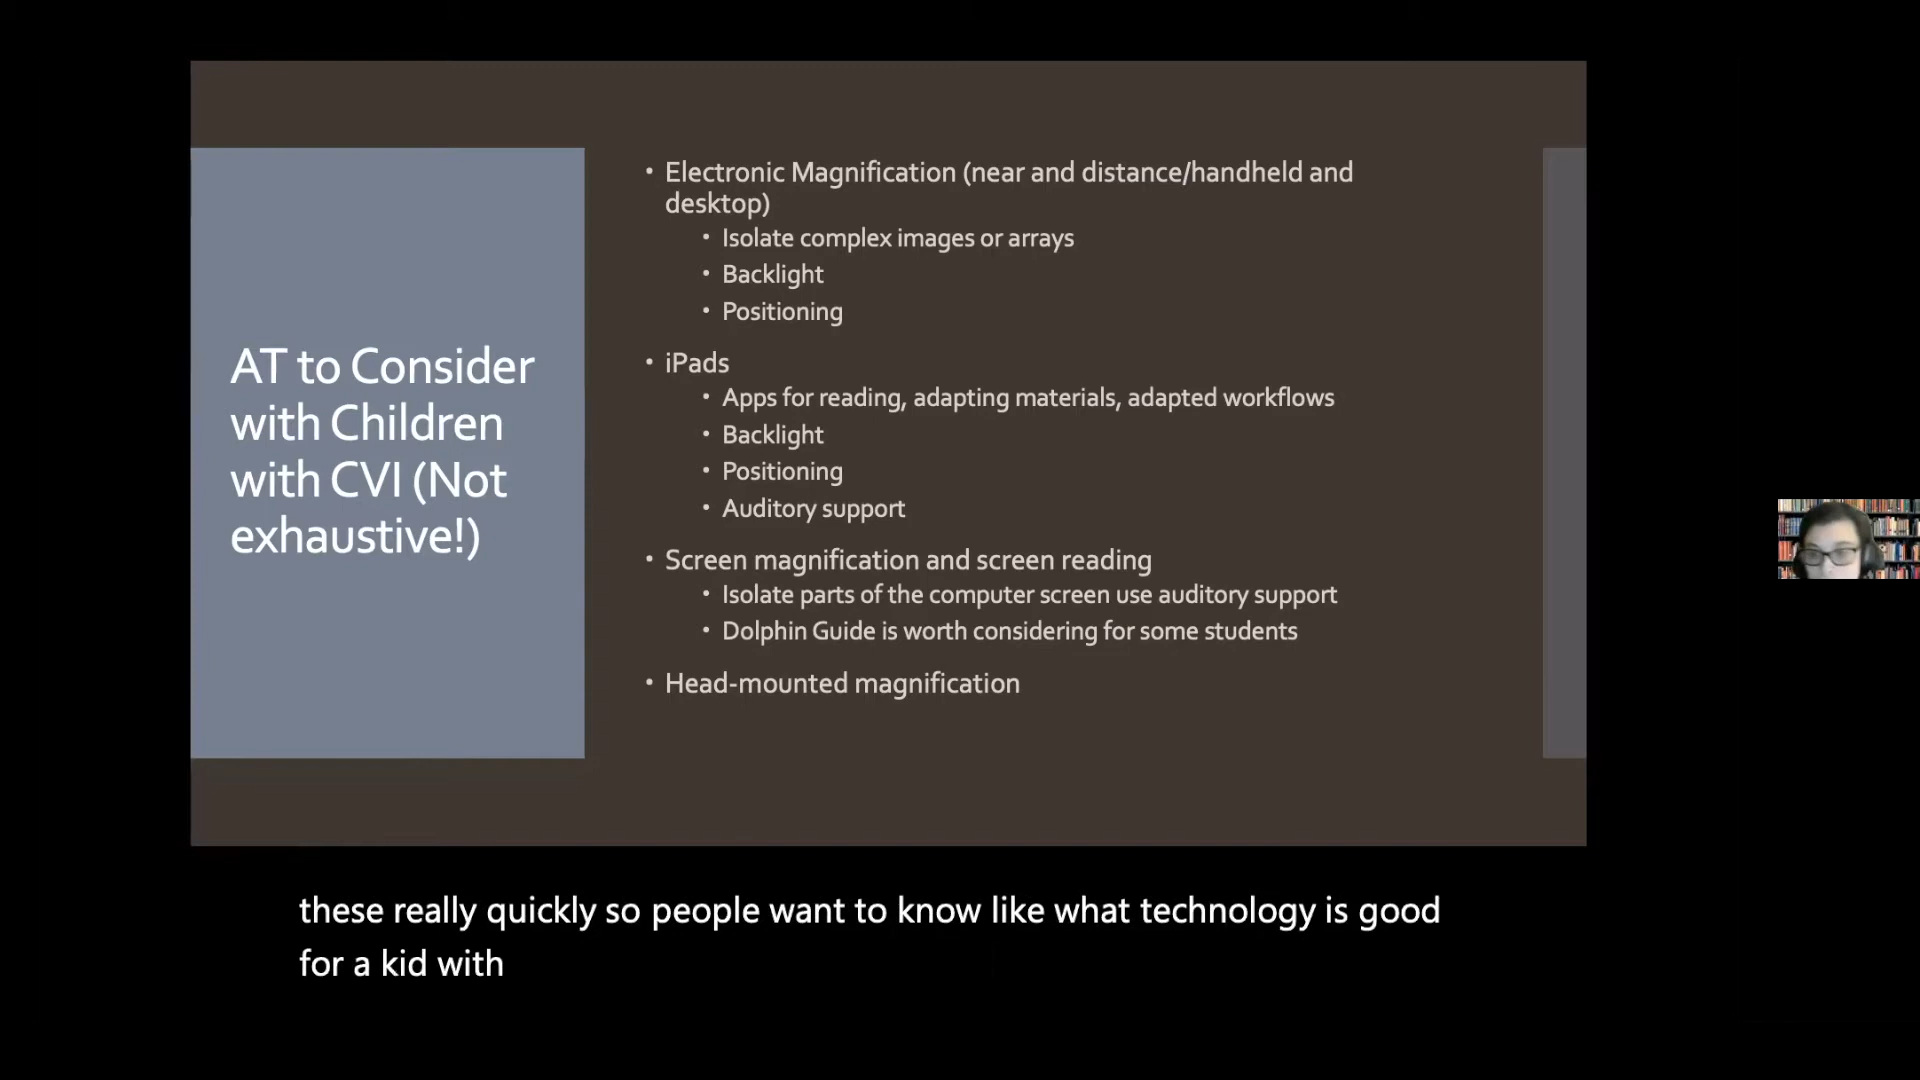 AT to Consider
with Children
with CVI (Not
exhaustive!)
• Electronic Magnification (near and distance/handheld and
desktop)
• Isolate complex images or arrays
• Backlight
• Positioning
• iPads
• Apps for reading, adapting materials, adapted workflows
• Backlight
• Positioning
• Auditory support
• Screen magnification and screen reading
• Isolate parts of the computer screen use auditory support
• Dolphin Guide is worth considering for some students
• Head-mounted magnification
these really quickly so people want to know like what technology is good
for a kid with